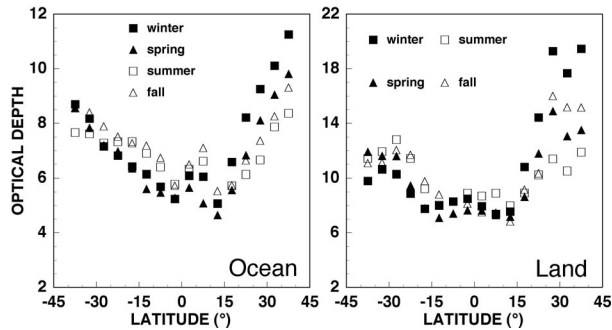 OPTICAL DEPTH
12
10
8
6
4
2
winter
spring
summer
fall
Ocean
-45 -30 -15 0 15 30 45
LATITUDE (°)
22
18
14
10
6
2
winter summer
spring fall
Land
-45 -30 -15 0 15 30 45
LATITUDE (°)